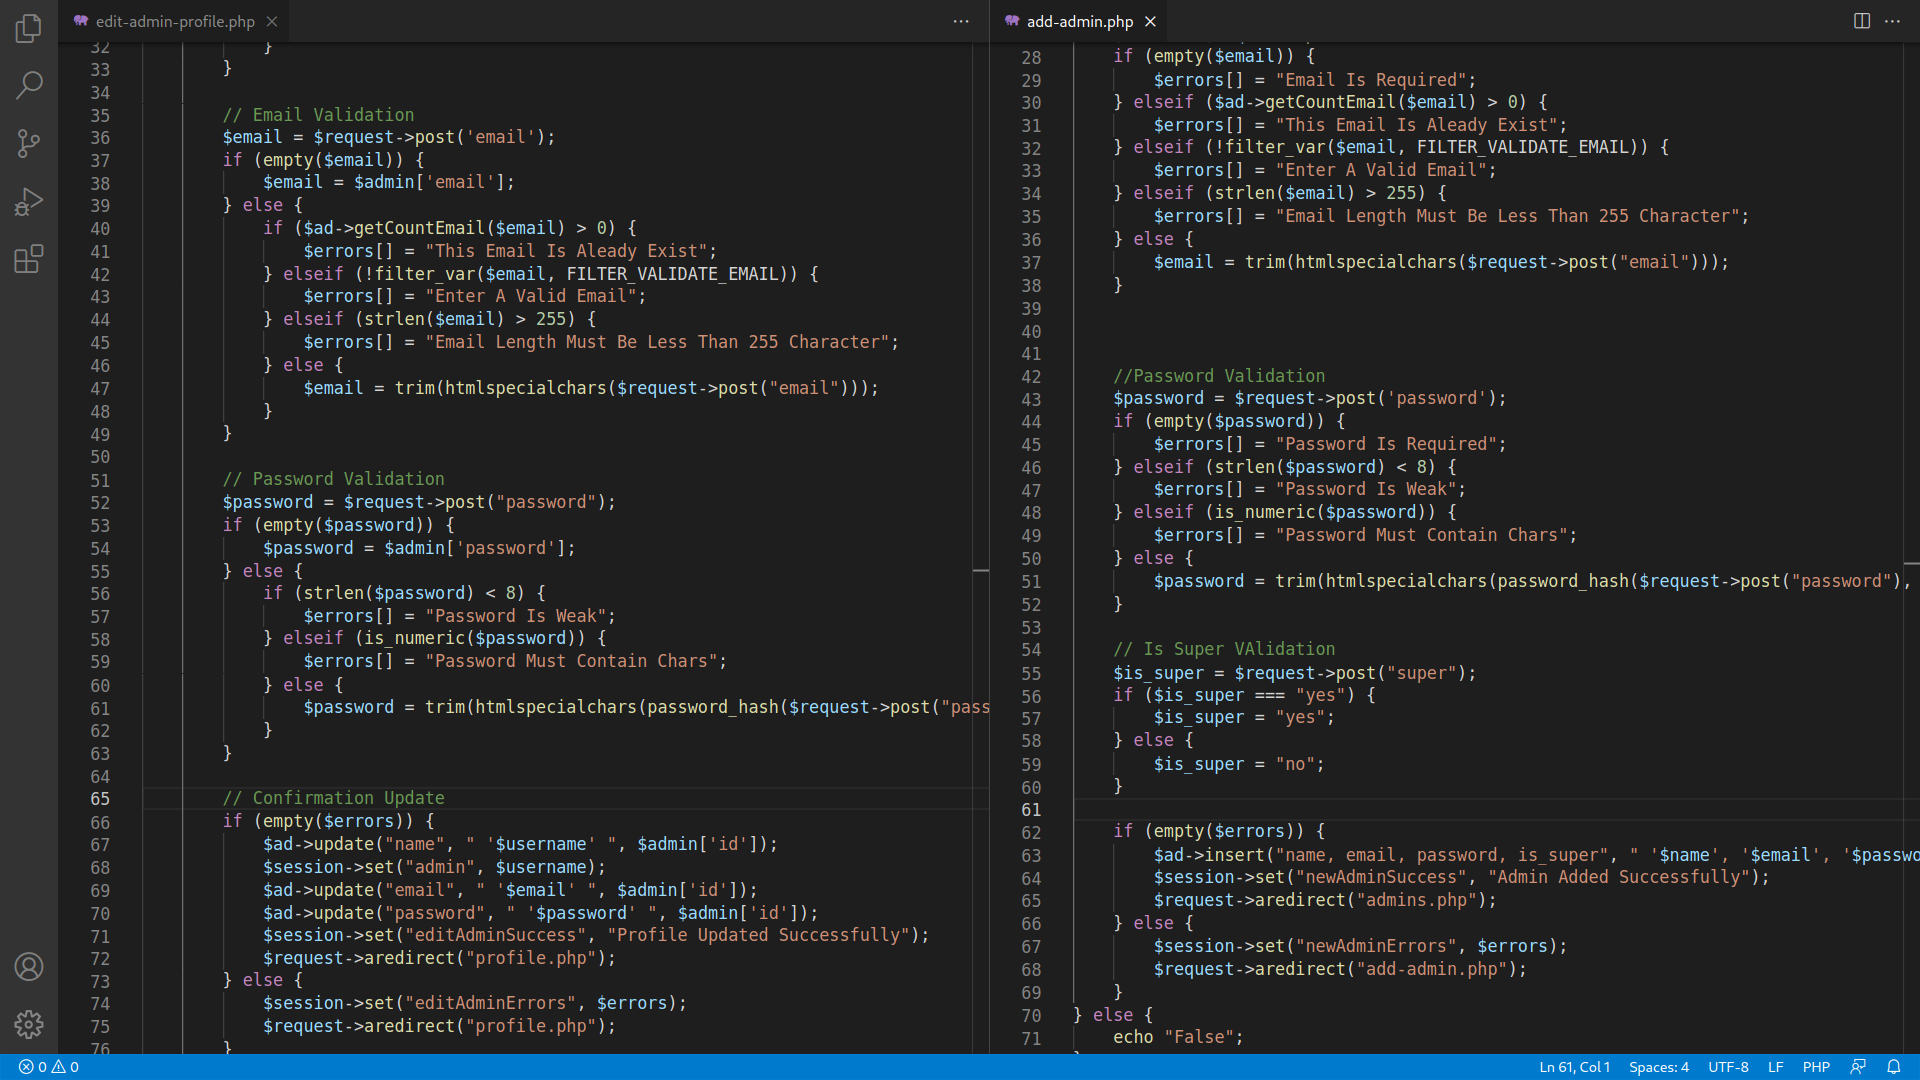 edit-admin-profile.php
32 }
33 }
34
35 // Email Validation
36 $email = $request->post('email');
37 if (empty($email)) {
38 $email = $admin['email'];
39 } else {
40 if ($ad->getCountEmail($email) > 0) {
41 $errors[] = "This Email Is Aleady Exist";
42 } elseif (!filter_var($email, FILTER_VALIDATE_EMAIL)) {
43 $errors[] = "Enter A Valid Email";
44 } elseif (strlen($email) > 255) {
45 $errors[] = "Email Length Must Be Less Than 255 Character";
46 } else {
47 $email = trim(htmlspecialchars($request->post("email")));
48 }
49 }
50
51 // Password Validation
52 $password = $request->post("password");
53 if (empty($password)) {
54 $password = $admin['password'];
55 } else {
56 if (strlen($password) < 8) {
57 $errors[] = "Password Is Weak";
58 } elseif (is_numeric($password)) {
59 $errors[] = "Password Must Contain Chars";
60 } else {
61 $password = trim(htmlspecialchars(password_hash($request->post("pass
62 }
63 }
64
65 // Confirmation Update
66 if (empty($errors)) {
67 $ad->update("name", " '$username' ", $admin['id']);
68 $session->set("admin", $username);
69 $ad->update("email", " '$email' ", $admin['id']);
70 $ad->update("password", " '$password' ", $admin['id']);
71 $session->set("editAdminSuccess", "Profile Updated Successfully");
72 $request->aredirect("profile.php");
73 } else {
74 $session->set("editAdminErrors", $errors);
75 $request->aredirect("profile.php");
76 }
add-admin.php
28 if (empty($email)) {
29 $errors[] = "Email Is Required";
30 } elseif ($ad->getCountEmail($email) > 0) {
31 $errors[] = "This Email Is Aleady Exist";
32 } elseif (!filter_var($email, FILTER_VALIDATE_EMAIL)) {
33 $errors[] = "Enter A Valid Email";
34 } elseif (strlen($email) > 255) {
35 $errors[] = "Email Length Must Be Less Than 255 Character";
36 } else {
37 $email = trim(htmlspecialchars($request->post("email")));
38 }
39
40
41
42 //Password Validation
43 $password = $request->post('password');
44 if (empty($password)) {
45 $errors[] = "Password Is Required";
46 } elseif (strlen($password) < 8) {
47 $errors[] = "Password Is Weak";
48 } elseif (is_numeric($password)) {
49 $errors[] = "Password Must Contain Chars";
50 } else {
51 $password = trim(htmlspecialchars(password_hash($request->post("password"),
52 }
53
54 // Is Super VAlidation
55 $is_super = $request->post("super");
56 if ($is_super === "yes") {
57 $is_super = "yes";
58 } else {
59 $is_super = "no";
60 }
61
62 if (empty($errors)) {
63 $ad->insert("name, email, password, is_super", " '$name', '$email', '$passwo
64 $session->set("newAdminSuccess", "Admin Added Successfully");
65 $request->aredirect("admins.php");
66 } else {
67 $session->set("newAdminErrors", $errors);
68 $request->aredirect("add-admin.php");
69 }
70 } else {
71 echo "False";
0 0 Ln 61, Col 1 Spaces: 4 UTF-8 LF PHP